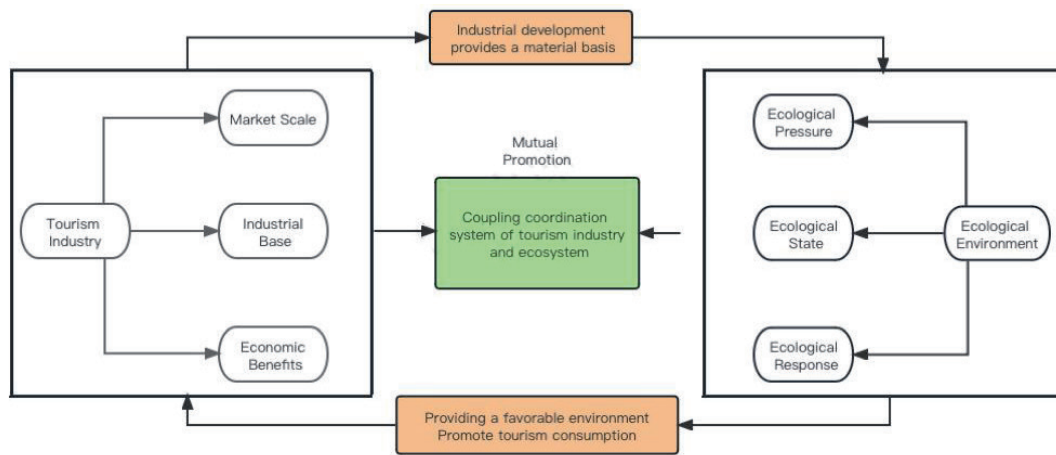 Industrial development
provides a material basis
Market Scale
Ecological
Pressure
Mutual
Promotion
Tourism
Industry
Industrial
Base
Coupling coordination
system of tourism industry
and ecosystem
Ecological
State
Ecological
Environment
Economic
Benefits
Ecological
Response
Providing a favorable environment
Promote tourism consumption